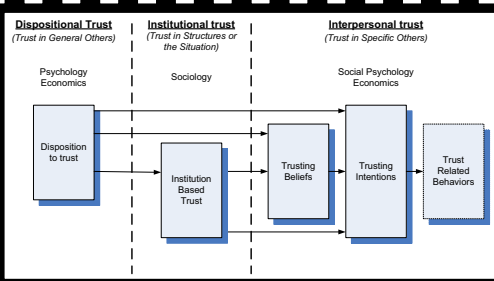 Dispositional Trust
(Trust in General Others)
Institutional trust
(Trust in Structures or
the Situation)
Interpersonal trust
(Trust in Specific Others)
Psychology
Economics
Sociology
Social Psychology
Economics
Disposition
to trust
Institution
Based
Trust
Trusting
Beliefs
Trusting
Intentions
Trust
Related
Behaviors